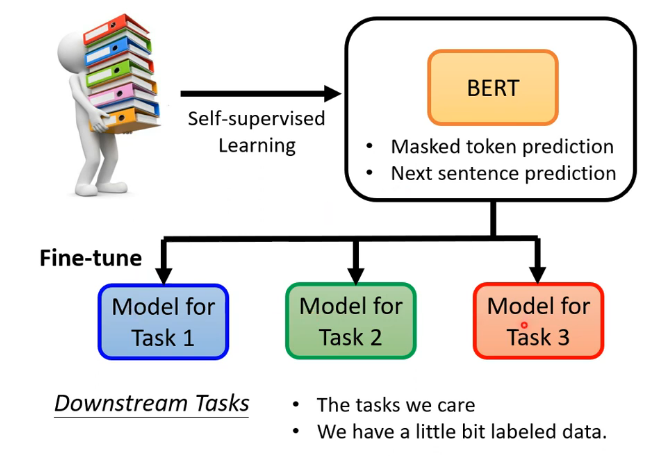 BERT
Self-supervised
Learning
• Masked token prediction
• Next sentence prediction
Fine-tune
Model for
Task 1
Model for
Task 2
Model for
Task 3
Downstream Tasks
• The tasks we care
• We have a little bit labeled data.